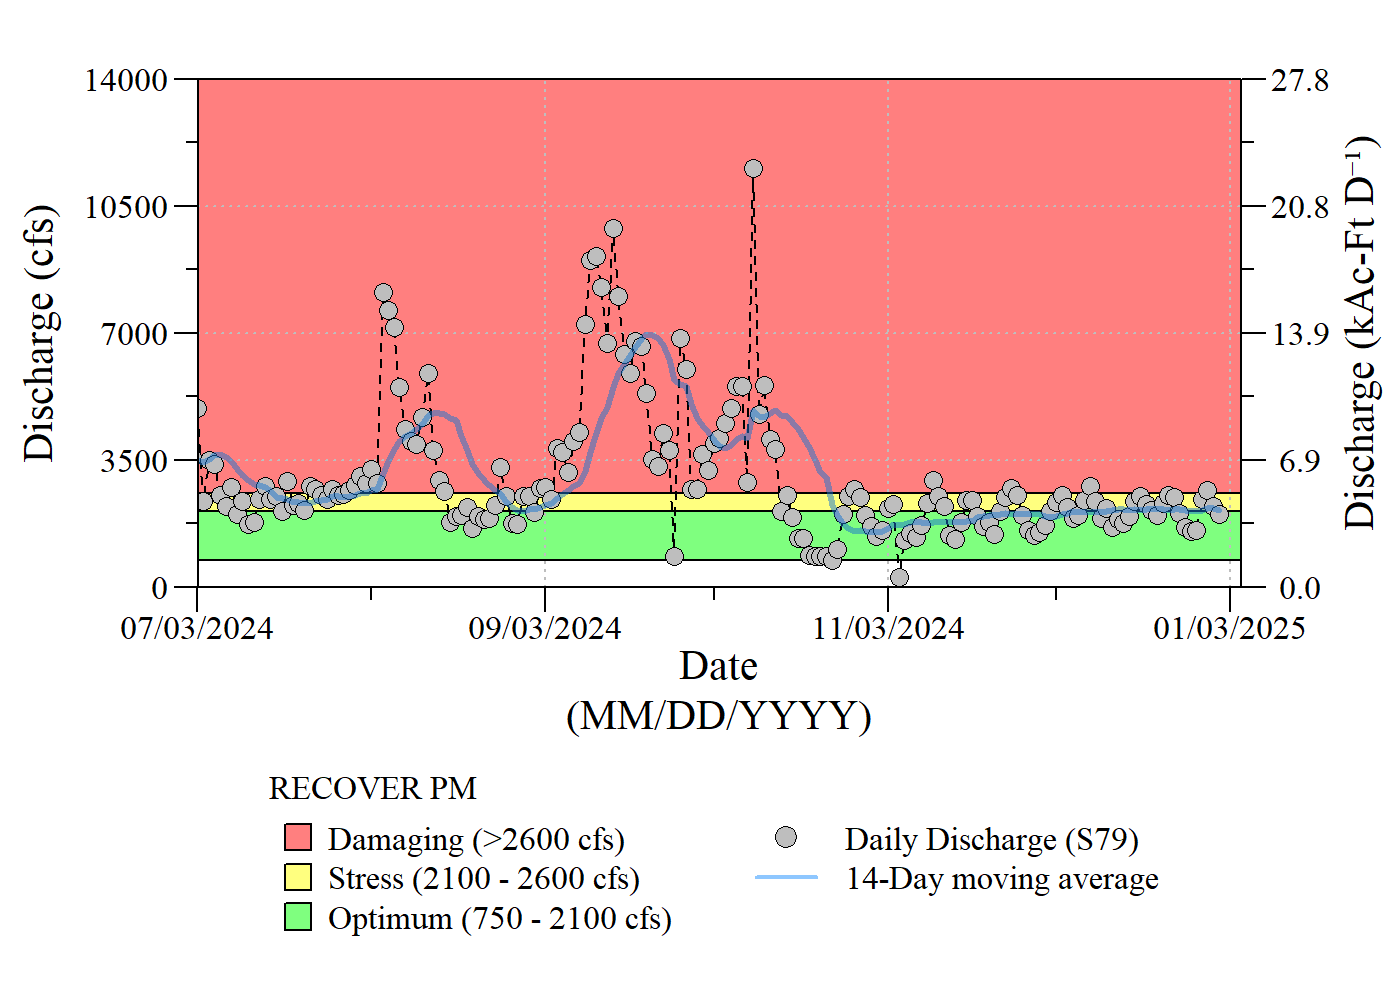 14000
10500
7000
3500
0
Discharge (cfs)
27.8
20.8
13.9
6.9
0.0
Discharge (kAc-Ft D⁻¹)
07/03/2024 09/03/2024 11/03/2024 01/03/2025
Date
(MM/DD/YYYY)
RECOVER PM
Damaging (>2600 cfs)
Stress (2100 - 2600 cfs)
Optimum (750 - 2100 cfs)
Daily Discharge (S79)
14-Day moving average